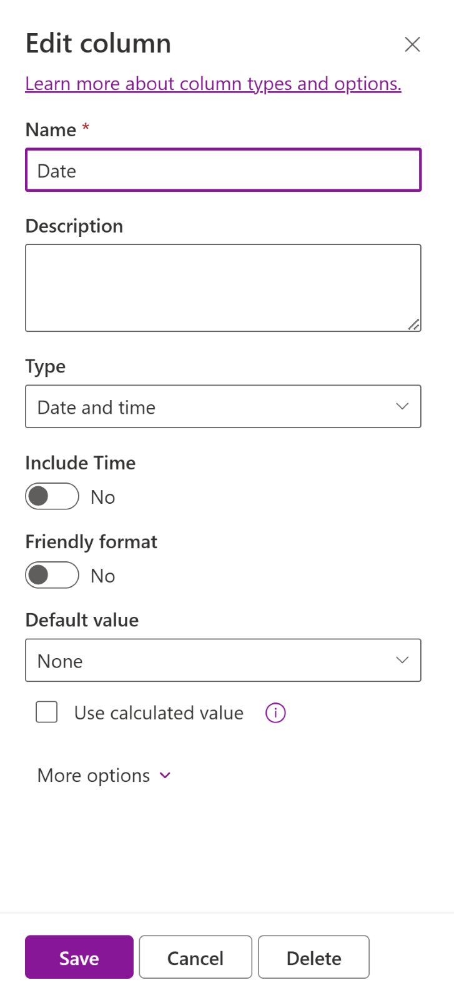 Edit column
Learn more about column types and options.
Name *
Date
Description
Type
Date and time
Include Time
No
Friendly format
No
Default value
None
Use calculated value
More options
Save Cancel Delete